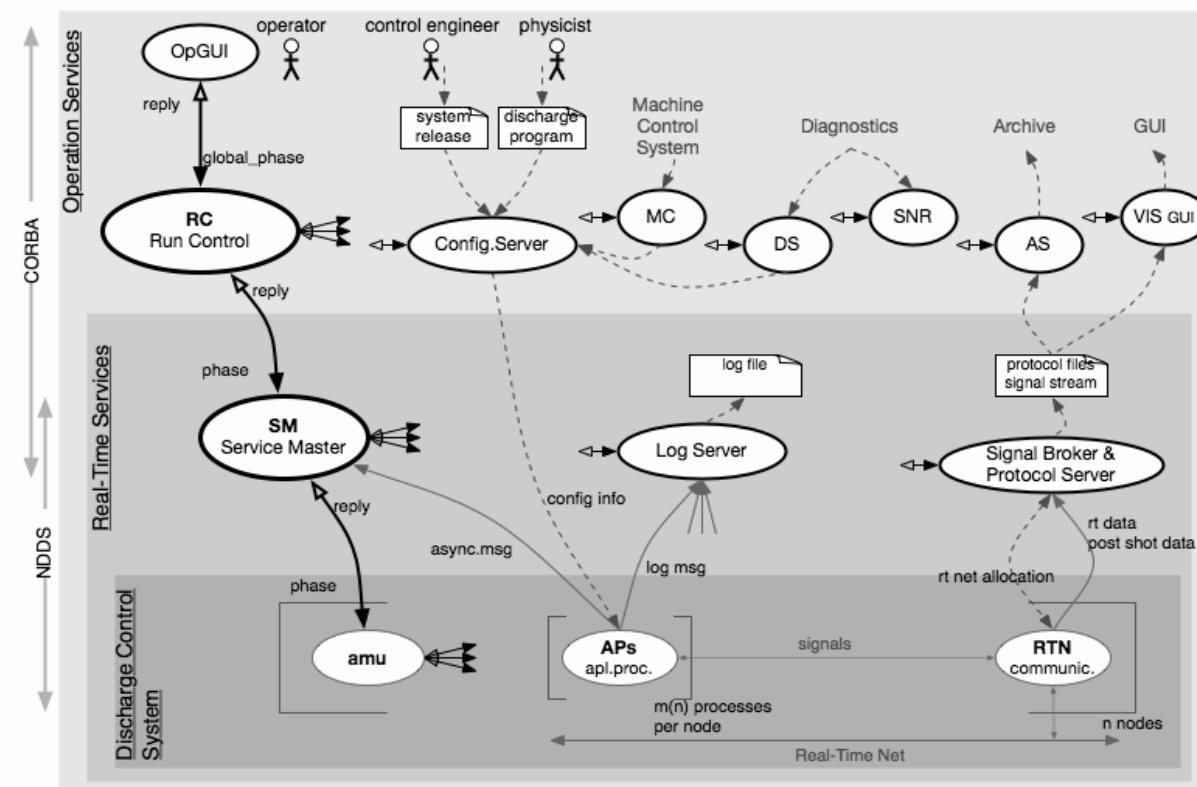 operator
control engineer
physicist
OpGUI
reply
system
release
discharge
program
Machine
Control
System
Diagnostics
Archive
GUI
global_phase
RC
Run Control
Config.Server
MC
DS
SNR
AS
VIS GUI
Operation Services
CORBA
reply
phase
log file
protocol files
signal stream
SM
Service Master
Log Server
Signal Broker &
Protocol Server
Real-Time Services
NDDS
reply
config info
async.msg
log msg
rt data
post shot data
rt net allocation
phase
amu
APs
apl.proc.
signals
RTN
communic.
m(n) processes
per node
n nodes
Real-Time Net
Discharge Control
System